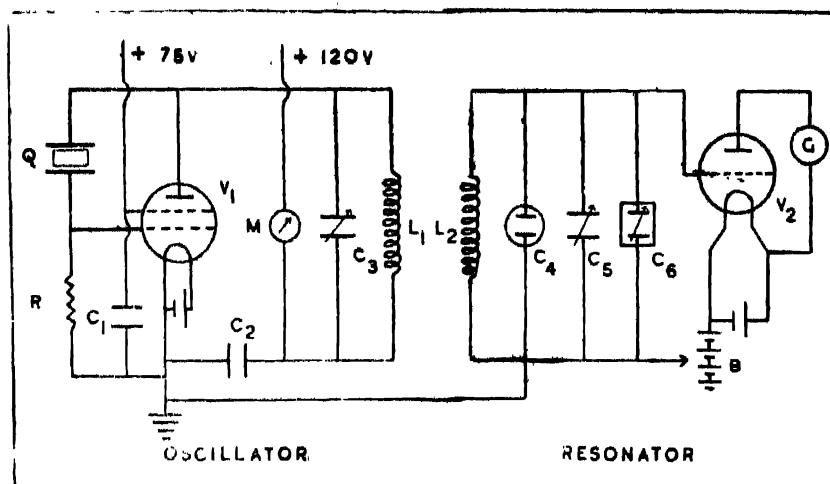 + 75V
+ 120V
Q
V1
M
C3
L1
L2
C4
C5
C6
G
V2
R
C1
C2
B
OSCILLATOR
RESONATOR